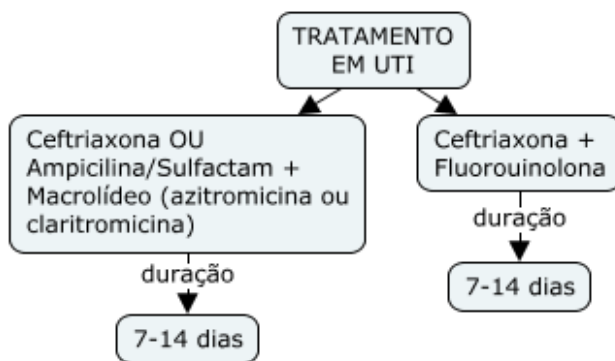 TRATAMENTO
EM UTI
Ceftriaxona OU
Ampicilina/Sulfactam +
Macrolídeo (azitromicina ou
claritromicina)
duração
7-14 dias
Ceftriaxona +
Fluorouinolona
duração
7-14 dias